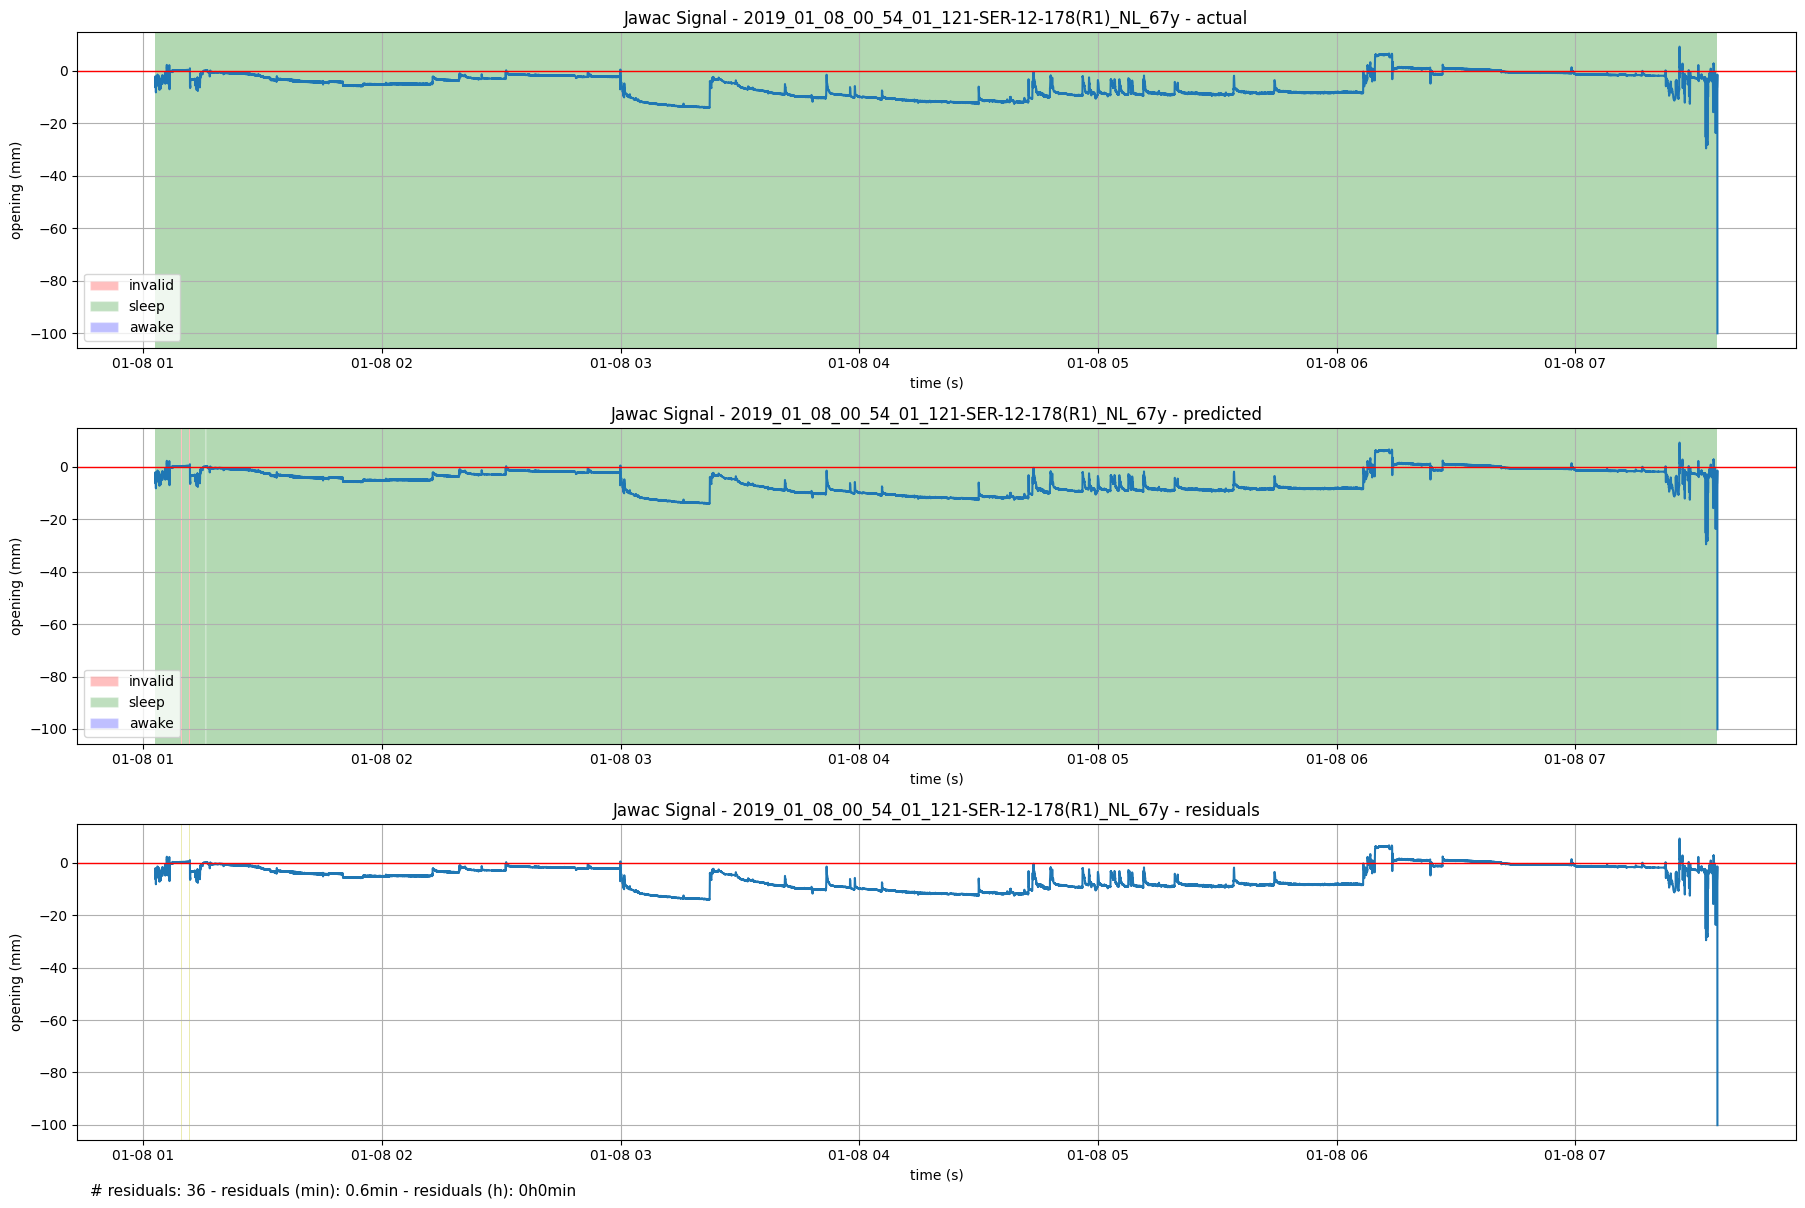 Jawac Signal - 2019_01_08_00_54_01_121-SER-12-178(R1)_NL_67y - actual
opening (mm)
0
−20
−40
−60
−80
−100
invalid
sleep
awake
01-08 01 01-08 02 01-08 03 01-08 04 01-08 05 01-08 06 01-08 07
time (s)
Jawac Signal - 2019_01_08_00_54_01_121-SER-12-178(R1)_NL_67y - predicted
opening (mm)
0
−20
−40
−60
−80
−100
invalid
sleep
awake
01-08 01 01-08 02 01-08 03 01-08 04 01-08 05 01-08 06 01-08 07
time (s)
Jawac Signal - 2019_01_08_00_54_01_121-SER-12-178(R1)_NL_67y - residuals
opening (mm)
0
−20
−40
−60
−80
−100
01-08 01 01-08 02 01-08 03 01-08 04 01-08 05 01-08 06 01-08 07
time (s)
# residuals: 36 - residuals (min): 0.6min - residuals (h): 0h0min